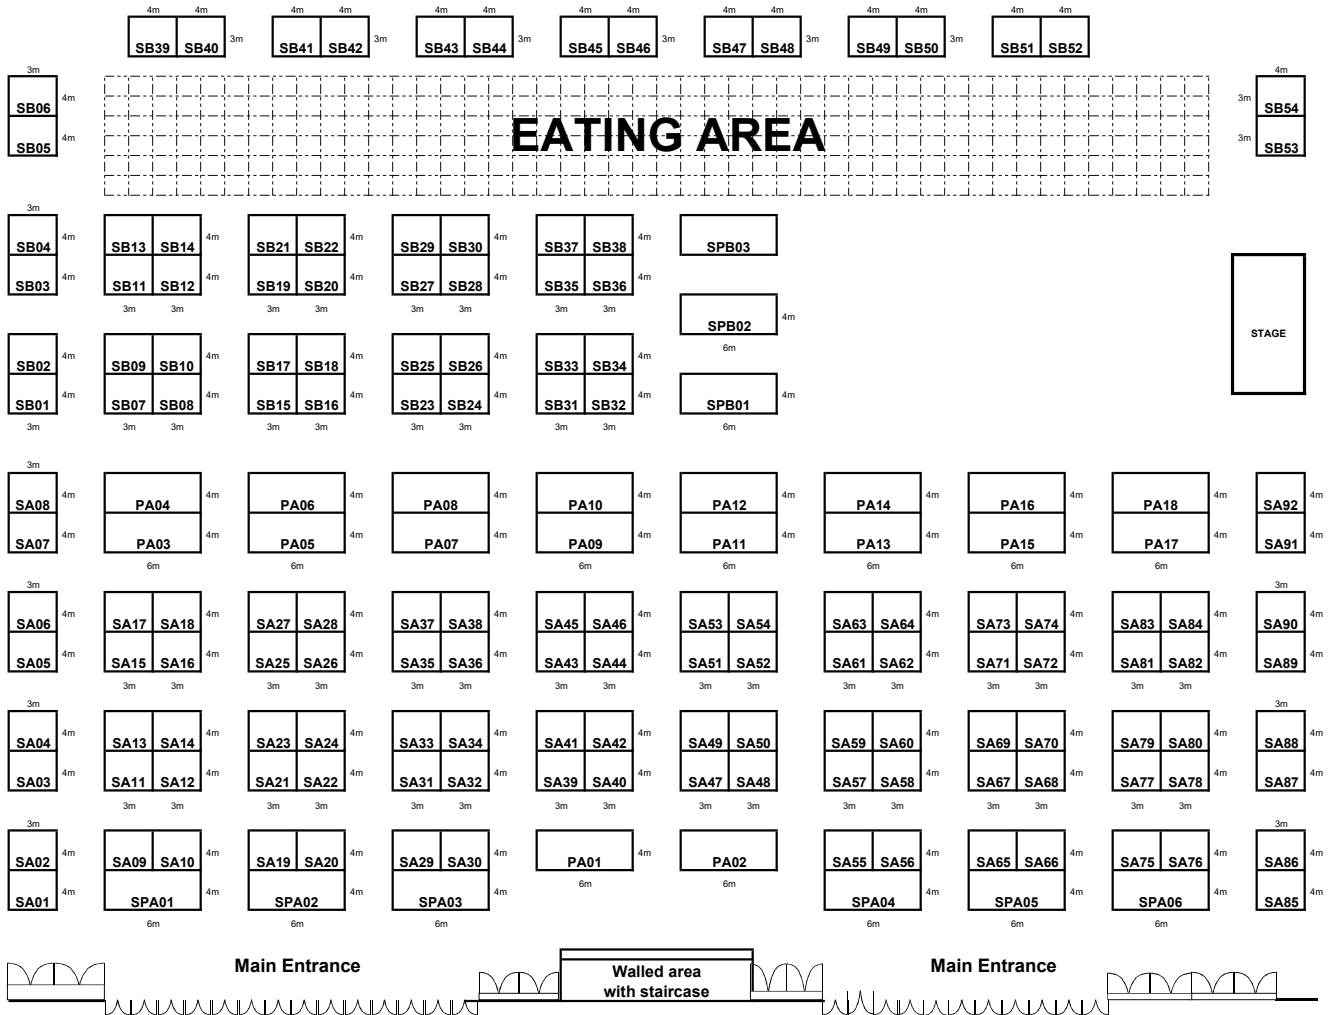 4m 4m 4m 4m 4m 4m 4m 4m 4m 4m 4m 4m 4m 4m
SB39 SB40 3m SB41 SB42 3m SB43 SB44 3m SB45 SB46 3m SB47 SB48 3m SB49 SB50 3m SB51 SB52
3m 4m
SB06 4m 3m SB54
EATING AREA
SB05 4m 3m SB53
3m
SB04 4m SB13 SB14 4m SB21 SB22 4m SB29 SB30 4m SB37 SB38 4m SPB03
SB03 4m SB11 SB12 4m SB19 SB20 4m SB27 SB28 4m SB35 SB36 4m
3m 3m 3m 3m 3m 3m 3m 3m
SPB02 4m
STAGE
6m
SB02 4m SB09 SB10 4m SB17 SB18 4m SB25 SB26 4m SB33 SB34 4m
SB01 4m SB07 SB08 4m SB15 SB16 4m SB23 SB24 4m SB31 SB32 4m SPB01 4m
3m 3m 3m 3m 3m 3m 3m 3m 3m 6m
3m
SA08 4m PA04 4m PA06 4m PA08 4m PA10 4m PA12 4m PA14 4m PA16 4m PA18 4m SA92 4m
SA07 4m PA03 4m PA05 4m PA07 4m PA09 4m PA11 4m PA13 4m PA15 4m PA17 4m SA91 4m
6m 6m 6m 6m 6m 6m 6m 6m
3m 3m
SA06 4m SA17 SA18 4m SA27 SA28 4m SA37 SA38 4m SA45 SA46 4m SA53 SA54 4m SA63 SA64 4m SA73 SA74 4m SA83 SA84 4m SA90 4m
SA05 4m SA15 SA16 4m SA25 SA26 4m SA35 SA36 4m SA43 SA44 4m SA51 SA52 4m SA61 SA62 4m SA71 SA72 4m SA81 SA82 4m SA89 4m
3m 3m 3m 3m 3m 3m 3m 3m 3m 3m 3m 3m 3m 3m 3m 3m
3m 3m
SA04 4m SA13 SA14 4m SA23 SA24 4m SA33 SA34 4m SA41 SA42 4m SA49 SA50 4m SA59 SA60 4m SA69 SA70 4m SA79 SA80 4m SA88 4m
SA03 4m SA11 SA12 4m SA21 SA22 4m SA31 SA32 4m SA39 SA40 4m SA47 SA48 4m SA57 SA58 4m SA67 SA68 4m SA77 SA78 4m SA87 4m
3m 3m 3m 3m 3m 3m 3m 3m 3m 3m 3m 3m 3m 3m 3m 3m
3m 3m
SA02 4m SA09 SA10 4m SA19 SA20 4m SA29 SA30 4m PA01 4m PA02 4m SA55 SA56 4m SA65 SA66 4m SA75 SA76 4m SA86 4m
6m 6m
SA01 4m SPA01 4m SPA02 4m SPA03 4m SPA04 4m SPA05 4m SPA06 4m SA85 4m
6m 6m 6m 6m 6m 6m
Main Entrance Main Entrance
Walled area
with staircase